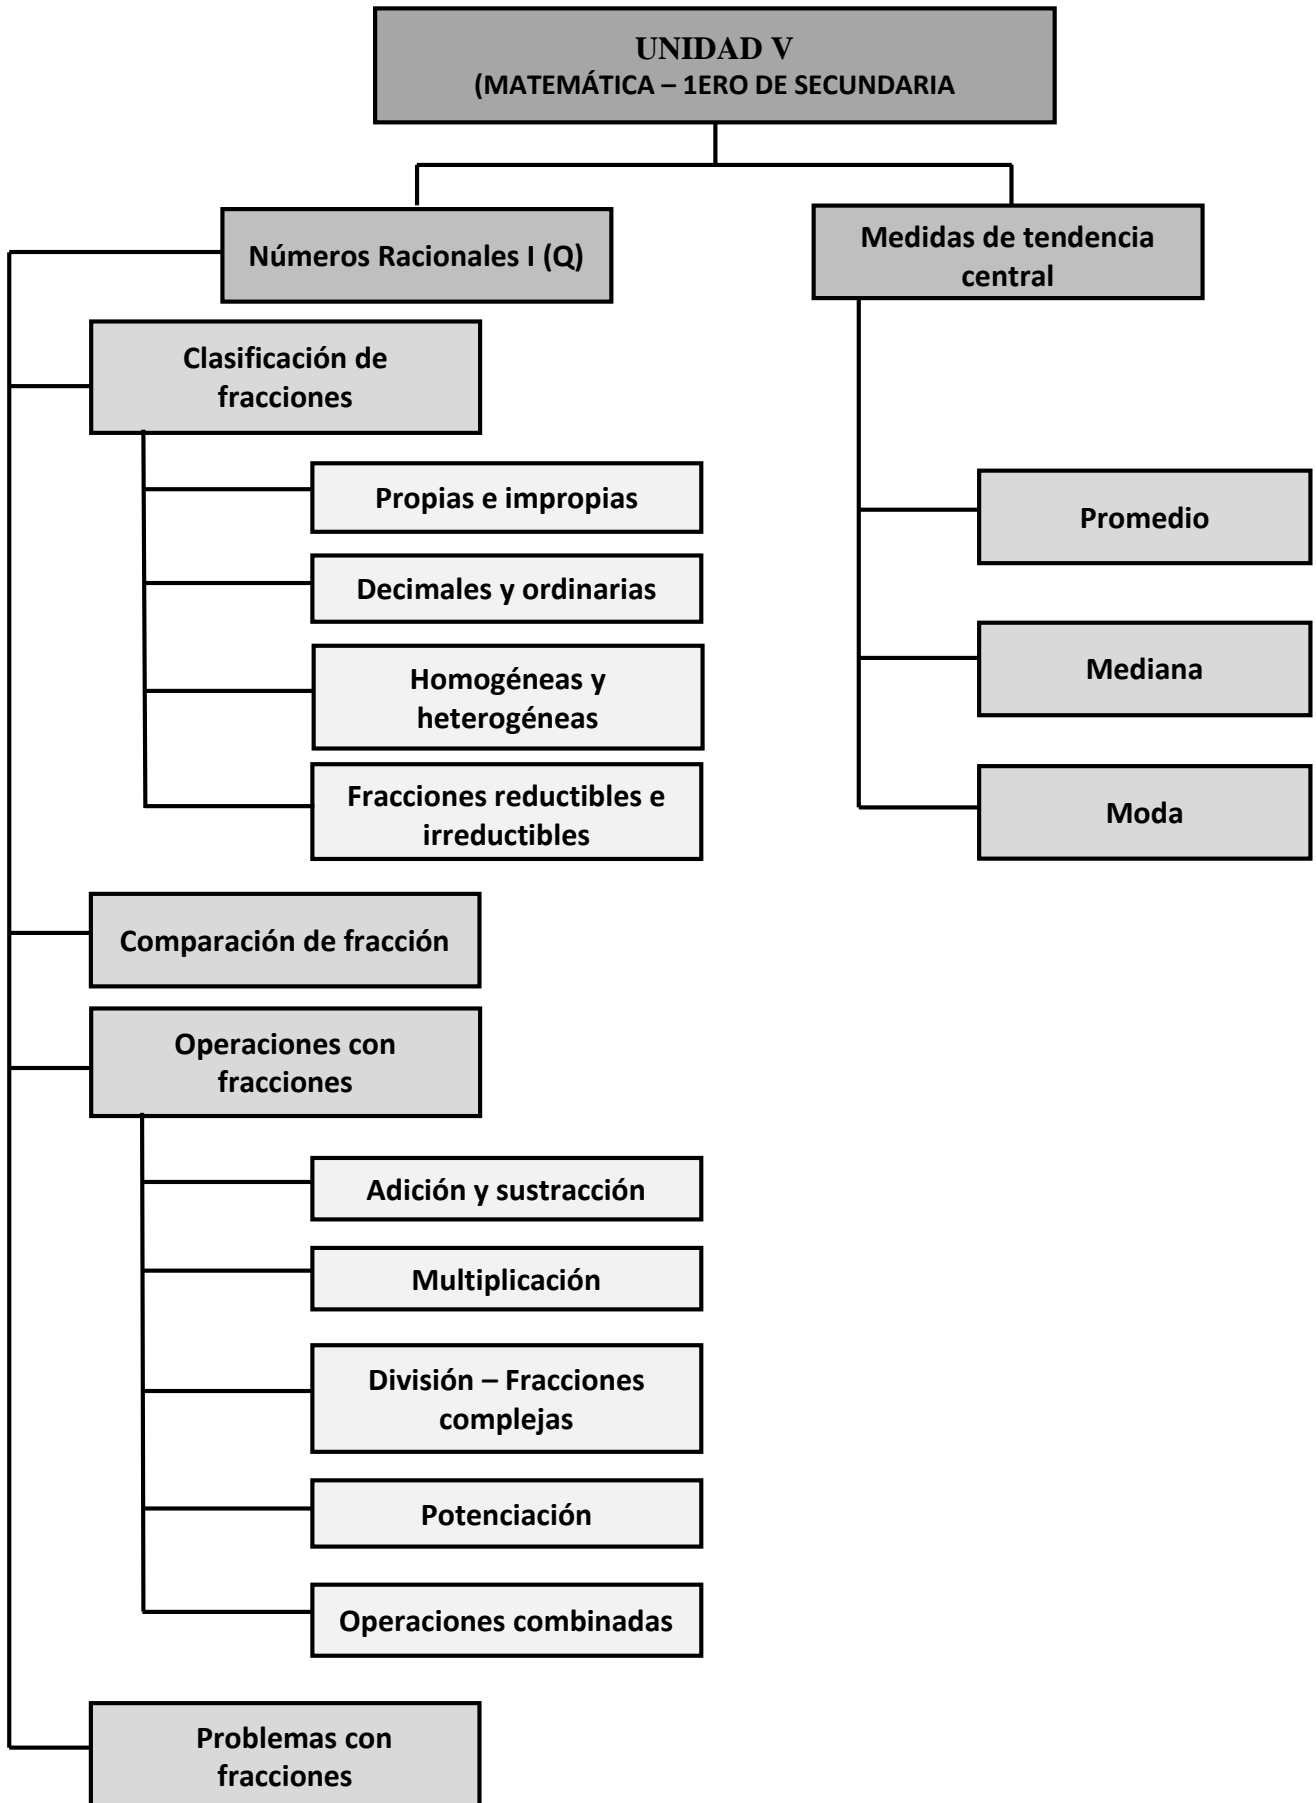 UNIDAD V
(MATEMÁTICA – 1ERO DE SECUNDARIA
Números Racionales I (Q)
Medidas de tendencia
central
Clasificación de
fracciones
Propias e impropias
Decimales y ordinarias
Homogéneas y
heterogéneas
Fracciones reductibles e
irreductibles
Promedio
Mediana
Moda
Comparación de fracción
Operaciones con
fracciones
Adición y sustracción
Multiplicación
División – Fracciones
complejas
Potenciación
Operaciones combinadas
Problemas con
fracciones